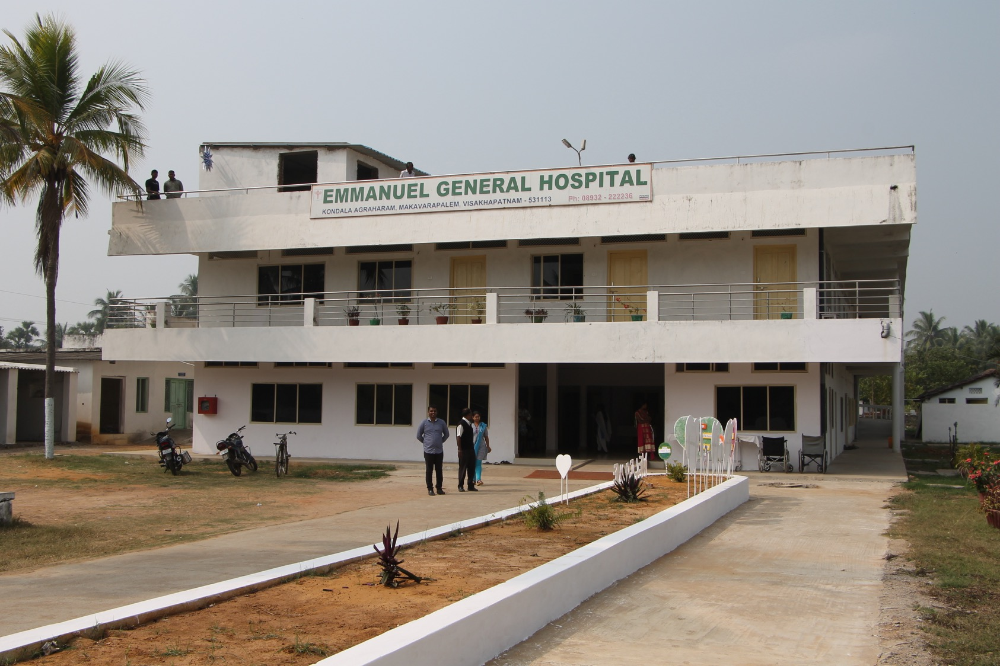 EMMANUEL GENERAL HOSPITAL
KONDALA AGRAHARAM, MAKAVARAPALEM, VISAKHAPATNAM - 531113 Ph: 08932 - 222236